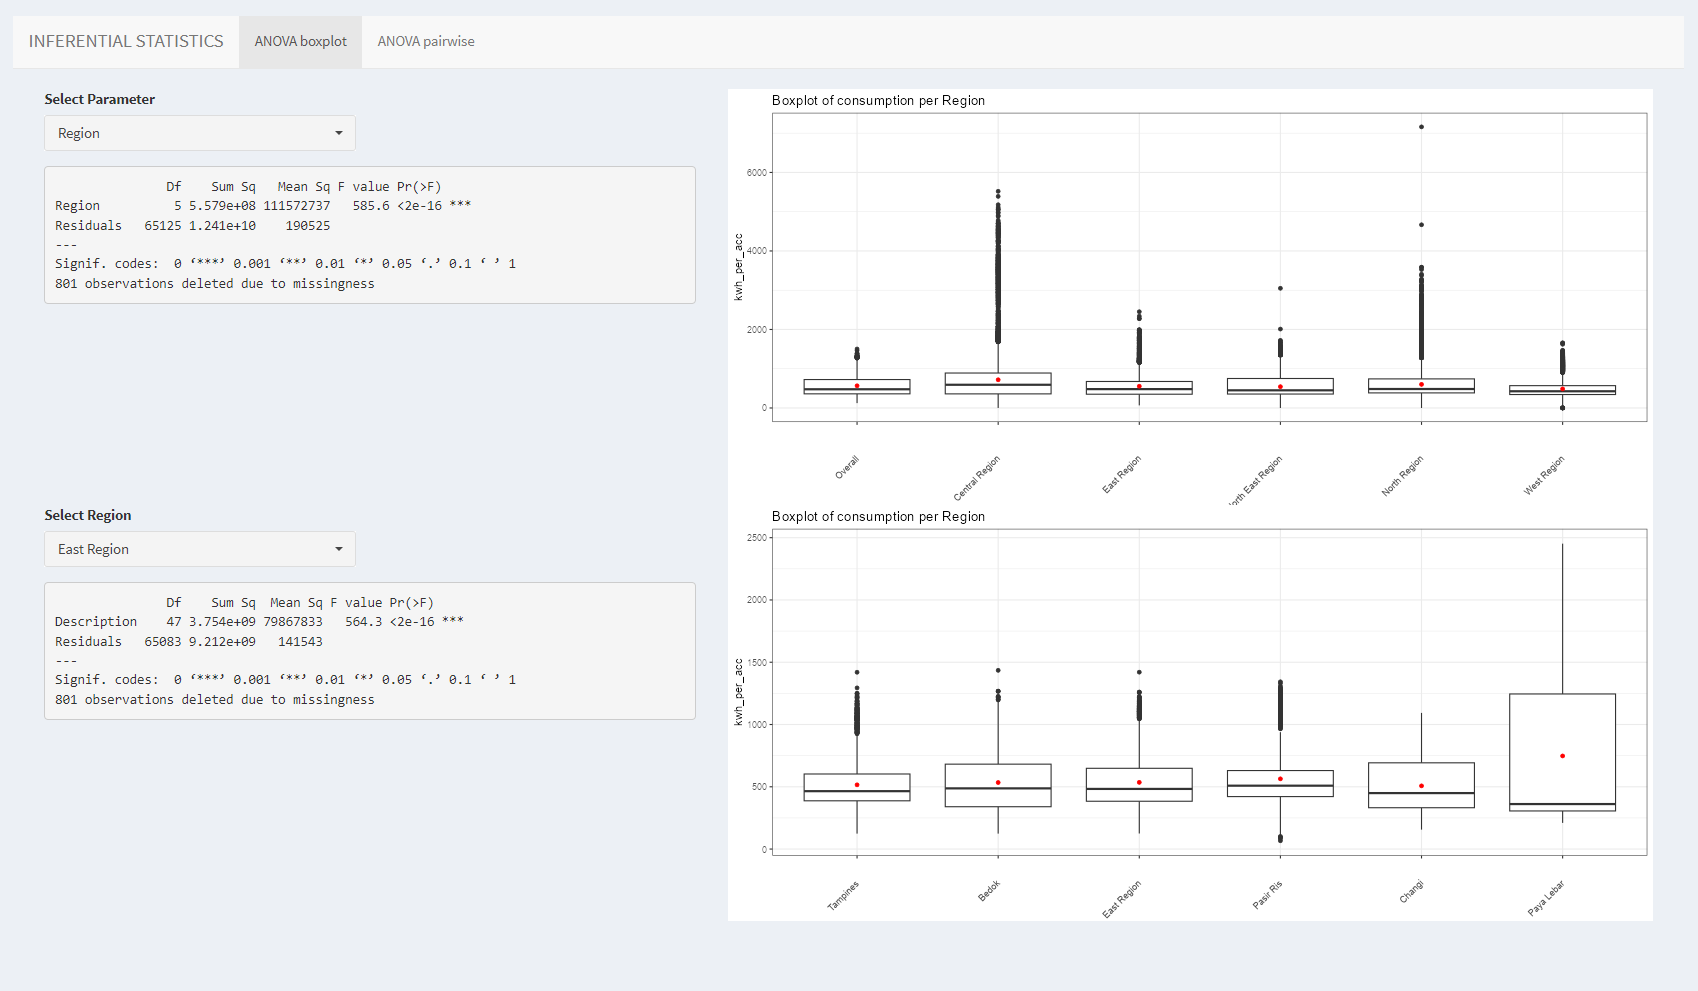 INFERENTIAL STATISTICS ANOVA boxplot ANOVA pairwise
Select Parameter
Region
Df Sum Sq Mean Sq F value Pr(>F)
Region 5 5.579e+08 111572737 585.6 <2e-16 ***
Residuals 65125 1.241e+10 190525
---
Signif. codes: 0 ‘***’ 0.001 ‘**’ 0.01 ‘*’ 0.05 ‘.’ 0.1 ‘ ’ 1
801 observations deleted due to missingness
Boxplot of consumption per Region
kwh_per_acc
6000
4000
2000
0
Overall
Central Region
East Region
orth East Region
North Region
West Region
Select Region
East Region
Df Sum Sq Mean Sq F value Pr(>F)
Description 47 3.754e+09 79867833 564.3 <2e-16 ***
Residuals 65083 9.212e+09 141543
---
Signif. codes: 0 ‘***’ 0.001 ‘**’ 0.01 ‘*’ 0.05 ‘.’ 0.1 ‘ ’ 1
801 observations deleted due to missingness
Boxplot of consumption per Region
kwh_per_acc
2500
2000
1500
1000
500
0
Tampines
Bedok
East Region
Pasir Ris
Changi
Paya Lebar